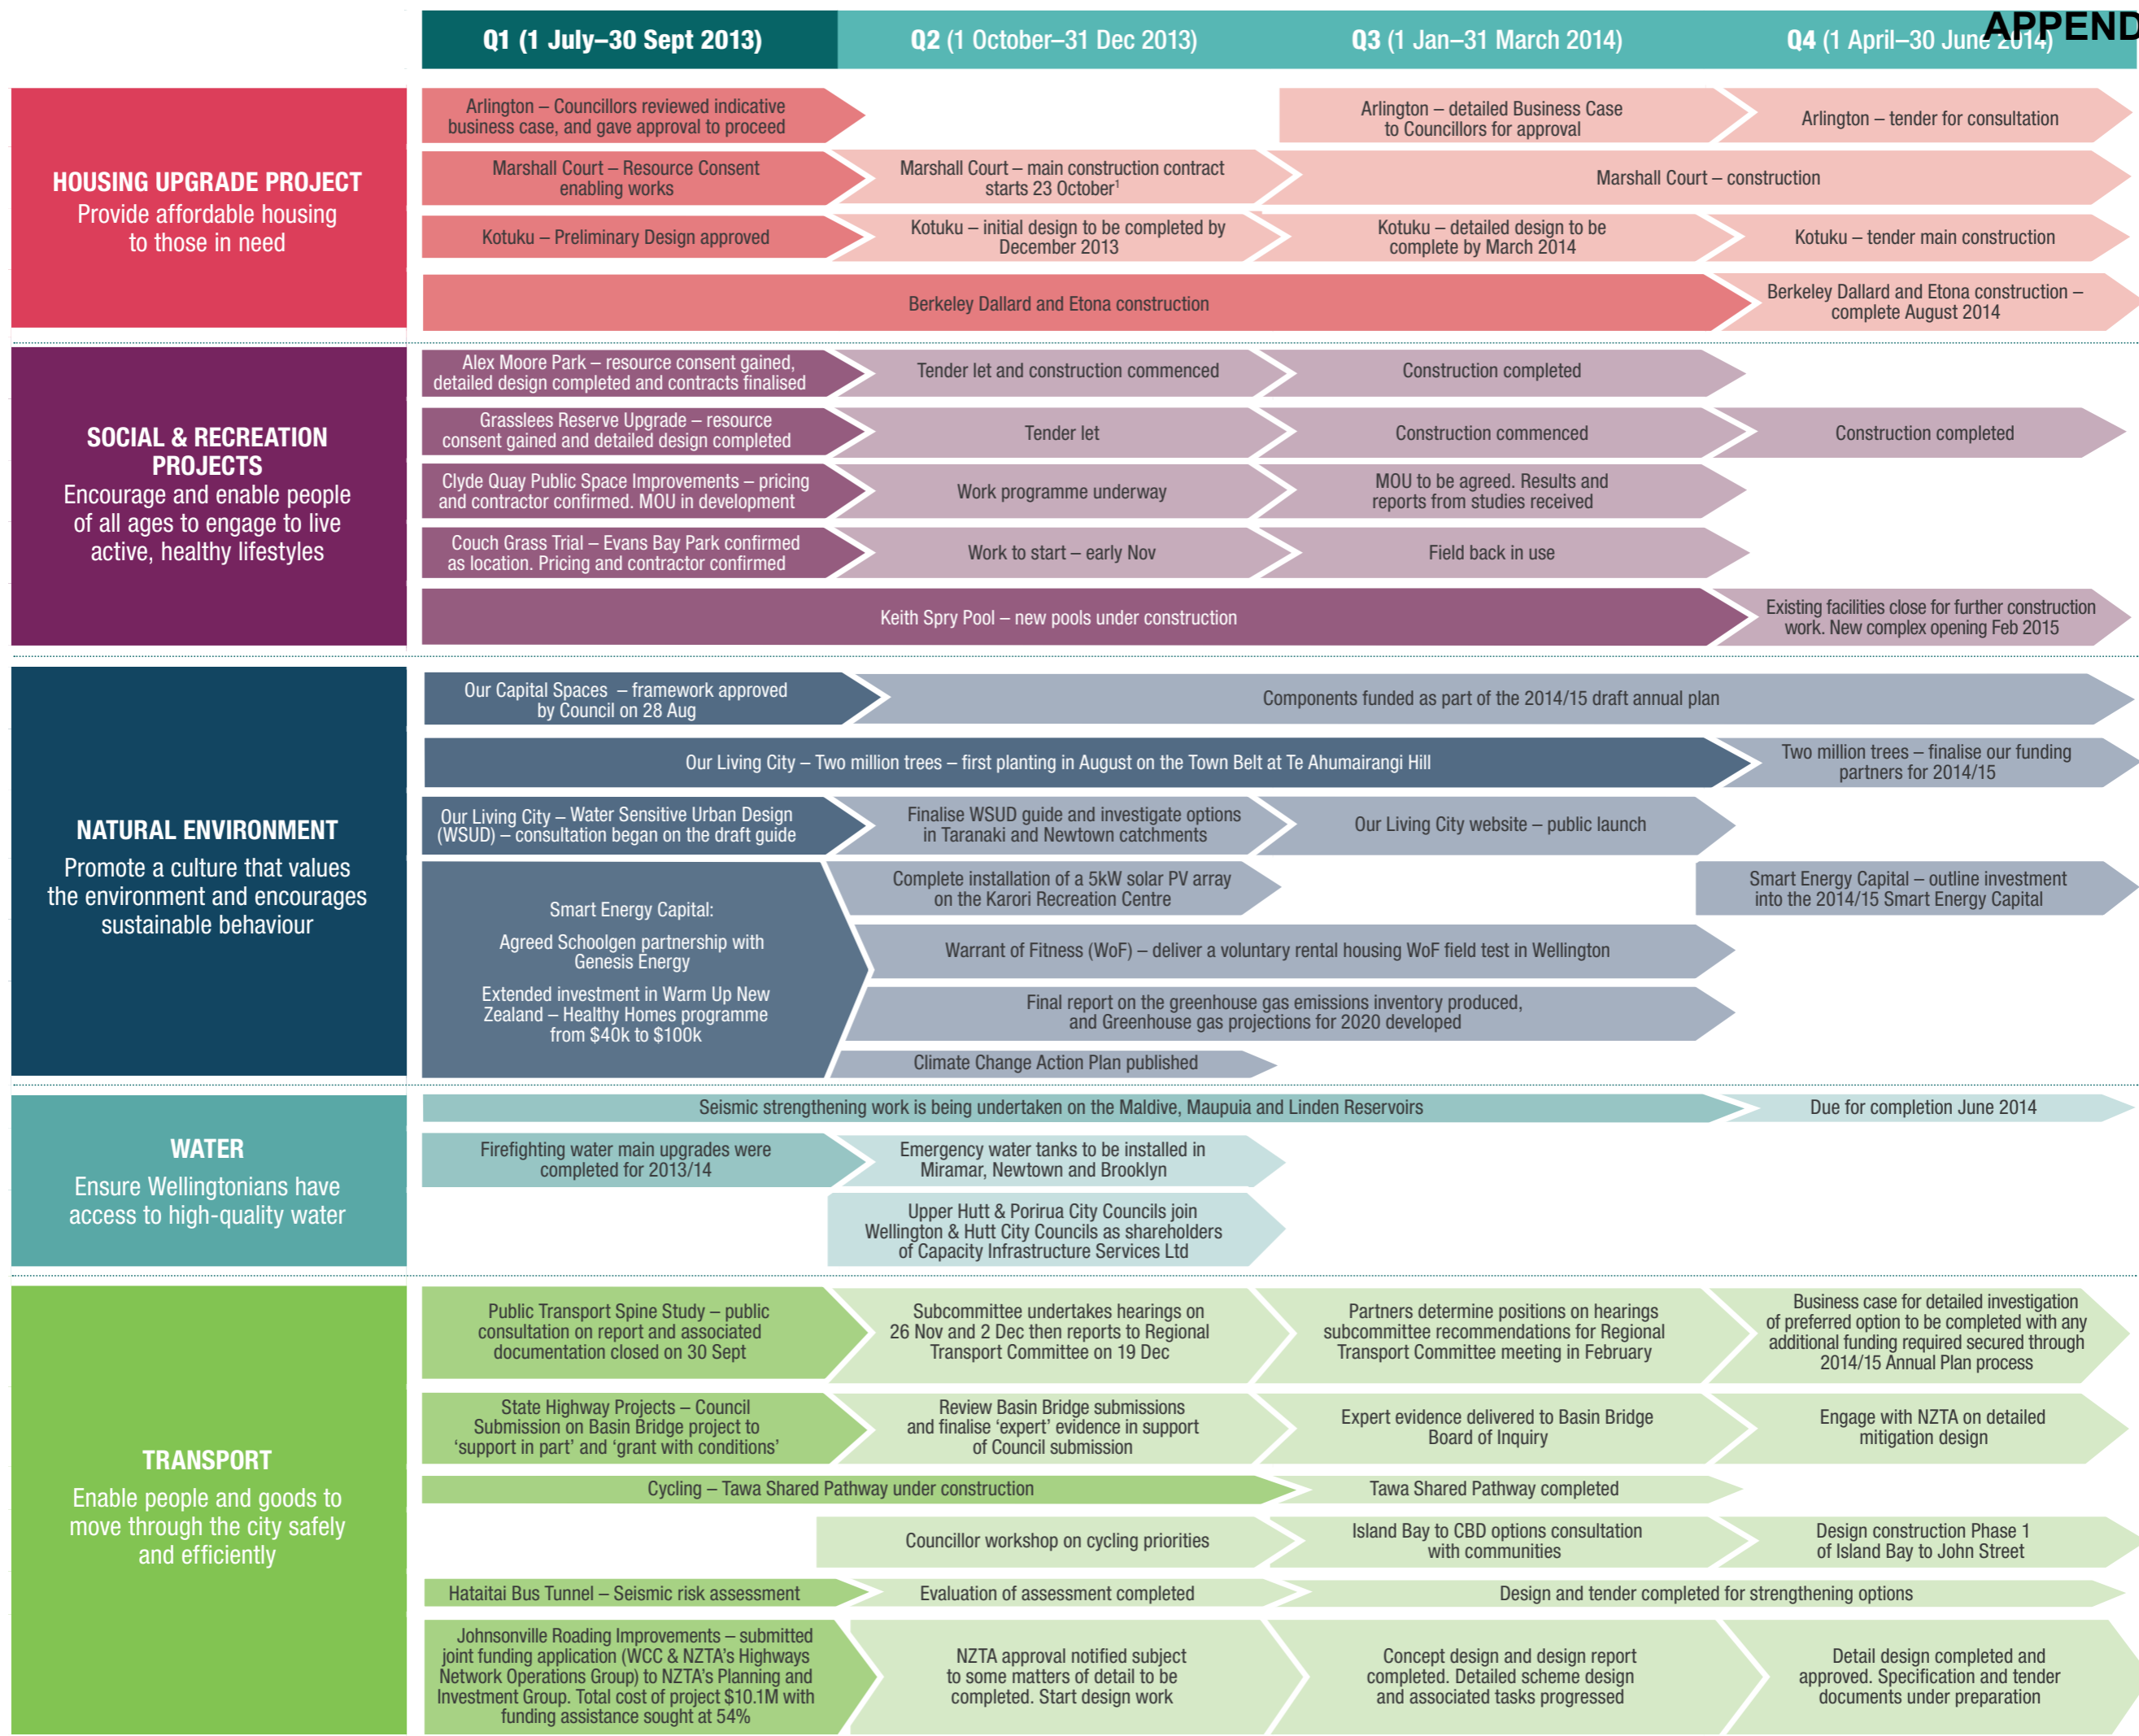 APPEND
Q1 (1 July–30 Sept 2013)
Q2 (1 October–31 Dec 2013)
Q3 (1 Jan–31 March 2014)
Q4 (1 April–30 June 2014)
HOUSING UPGRADE PROJECT
Provide affordable housing
to those in need
Arlington – Councillors reviewed indicative
business case, and gave approval to proceed
Arlington – detailed Business Case
to Councillors for approval
Arlington – tender for consultation
Marshall Court – Resource Consent
enabling works
Marshall Court – main construction contract
starts 23 October¹
Marshall Court – construction
Kotuku – Preliminary Design approved
Kotuku – initial design to be completed by
December 2013
Kotuku – detailed design to be
complete by March 2014
Kotuku – tender main construction
Berkeley Dallard and Etona construction
Berkeley Dallard and Etona construction –
complete August 2014
SOCIAL & RECREATION
PROJECTS
Encourage and enable people
of all ages to engage to live
active, healthy lifestyles
Alex Moore Park – resource consent gained,
detailed design completed and contracts finalised
Tender let and construction commenced
Construction completed
Grasslees Reserve Upgrade – resource
consent gained and detailed design completed
Tender let
Construction commenced
Construction completed
Clyde Quay Public Space Improvements – pricing
and contractor confirmed. MOU in development
Work programme underway
MOU to be agreed. Results and
reports from studies received
Couch Grass Trial – Evans Bay Park confirmed
as location. Pricing and contractor confirmed
Work to start – early Nov
Field back in use
Keith Spry Pool – new pools under construction
Existing facilities close for further construction
work. New complex opening Feb 2015
NATURAL ENVIRONMENT
Promote a culture that values
the environment and encourages
sustainable behaviour
Our Capital Spaces – framework approved
by Council on 28 Aug
Components funded as part of the 2014/15 draft annual plan
Our Living City – Two million trees – first planting in August on the Town Belt at Te Ahumairangi Hill
Two million trees – finalise our funding
partners for 2014/15
Our Living City – Water Sensitive Urban Design
(WSUD) – consultation began on the draft guide
Finalise WSUD guide and investigate options
in Taranaki and Newtown catchments
Our Living City website – public launch
Smart Energy Capital:
Agreed Schoolgen partnership with
Genesis Energy
Extended investment in Warm Up New
Zealand – Healthy Homes programme
from $40k to $100k
Complete installation of a 5kW solar PV array
on the Karori Recreation Centre
Smart Energy Capital – outline investment
into the 2014/15 Smart Energy Capital
Warrant of Fitness (WoF) – deliver a voluntary rental housing WoF field test in Wellington
Final report on the greenhouse gas emissions inventory produced,
and Greenhouse gas projections for 2020 developed
Climate Change Action Plan published
WATER
Ensure Wellingtonians have
access to high-quality water
Seismic strengthening work is being undertaken on the Maldive, Maupuia and Linden Reservoirs
Due for completion June 2014
Firefighting water main upgrades were
completed for 2013/14
Emergency water tanks to be installed in
Miramar, Newtown and Brooklyn
Upper Hutt & Porirua City Councils join
Wellington & Hutt City Councils as shareholders
of Capacity Infrastructure Services Ltd
TRANSPORT
Enable people and goods to
move through the city safely
and efficiently
Public Transport Spine Study – public
consultation on report and associated
documentation closed on 30 Sept
Subcommittee undertakes hearings on
26 Nov and 2 Dec then reports to Regional
Transport Committee on 19 Dec
Partners determine positions on hearings
subcommittee recommendations for Regional
Transport Committee meeting in February
Business case for detailed investigation
of preferred option to be completed with any
additional funding required secured through
2014/15 Annual Plan process
State Highway Projects – Council
Submission on Basin Bridge project to
‘support in part’ and ‘grant with conditions’
Review Basin Bridge submissions
and finalise ‘expert’ evidence in support
of Council submission
Expert evidence delivered to Basin Bridge
Board of Inquiry
Engage with NZTA on detailed
mitigation design
Cycling – Tawa Shared Pathway under construction
Tawa Shared Pathway completed
Councillor workshop on cycling priorities
Island Bay to CBD options consultation
with communities
Design construction Phase 1
of Island Bay to John Street
Hataitai Bus Tunnel – Seismic risk assessment
Evaluation of assessment completed
Design and tender completed for strengthening options
Johnsonville Roading Improvements – submitted
joint funding application (WCC & NZTA’s Highways
Network Operations Group) to NZTA’s Planning and
Investment Group. Total cost of project $10.1M with
funding assistance sought at 54%
NZTA approval notified subject
to some matters of detail to be
completed. Start design work
Concept design and design report
completed. Detailed scheme design
and associated tasks progressed
Detail design completed and
approved. Specification and tender
documents under preparation